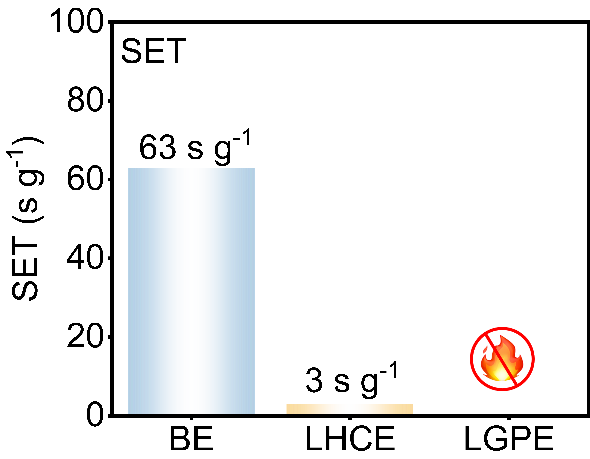 SET
SET (s g⁻¹)
100
80
60
40
20
0
63 s g⁻¹
3 s g⁻¹
BE LHCE LGPE